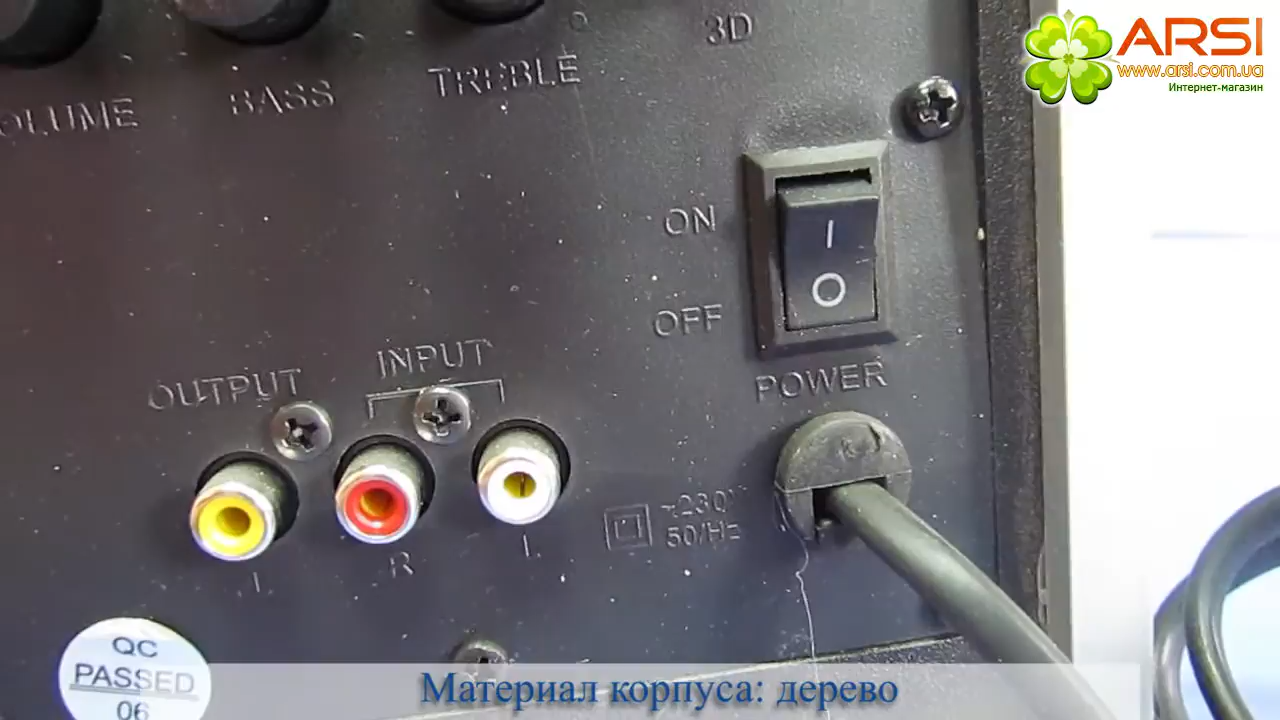 3D
ARSI
www.arsi.com.ua
Интернет-магазин
OLUME
BASS
TREBLE
ON
I
O
OFF
POWER
OUTPUT
INPUT
~230V
50/Hz
L
R
L
QC
PASSED
06
Материал корпуса: дерево